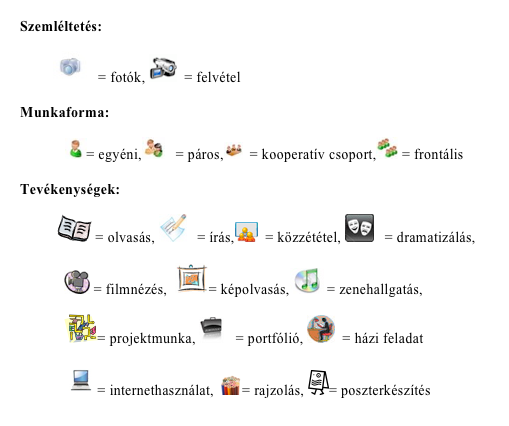 Szemléltetés:
= fotók, = felvétel
Munkaforma:
= egyéni, = páros, = kooperatív csoport, = frontális
Tevékenységek:
= olvasás, = írás, = közzététel, = dramatizálás,
= filmnézés, = képolvasás, = zenehallgatás,
= projektmunka, = portfólió, = házi feladat
= internethasználat, = rajzolás, = poszterkészítés